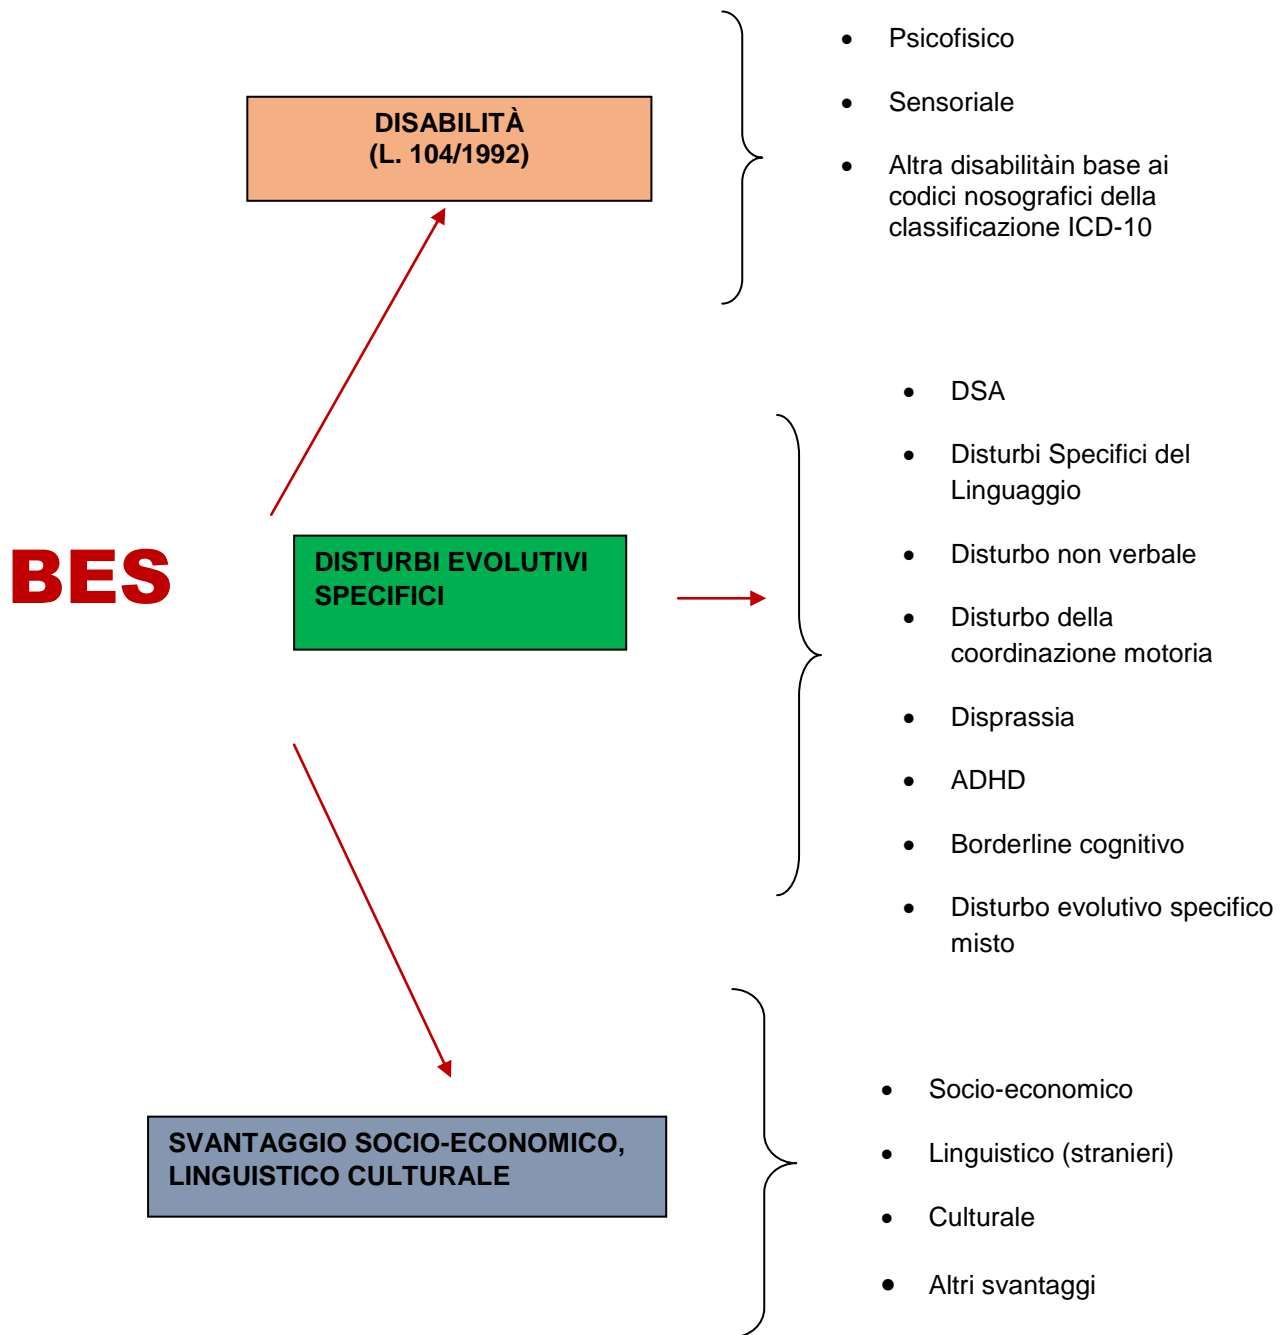 • Psicofisico
• Sensoriale
• Altra disabilitàin base ai
codici nosografici della
classificazione ICD-10
DISABILITÀ
(L. 104/1992)
BES
DISTURBI EVOLUTIVI
SPECIFICI
• DSA
• Disturbi Specifici del
Linguaggio
• Disturbo non verbale
• Disturbo della
coordinazione motoria
• Disprassia
• ADHD
• Borderline cognitivo
• Disturbo evolutivo specifico
misto
SVANTAGGIO SOCIO-ECONOMICO,
LINGUISTICO CULTURALE
• Socio-economico
• Linguistico (stranieri)
• Culturale
• Altri svantaggi